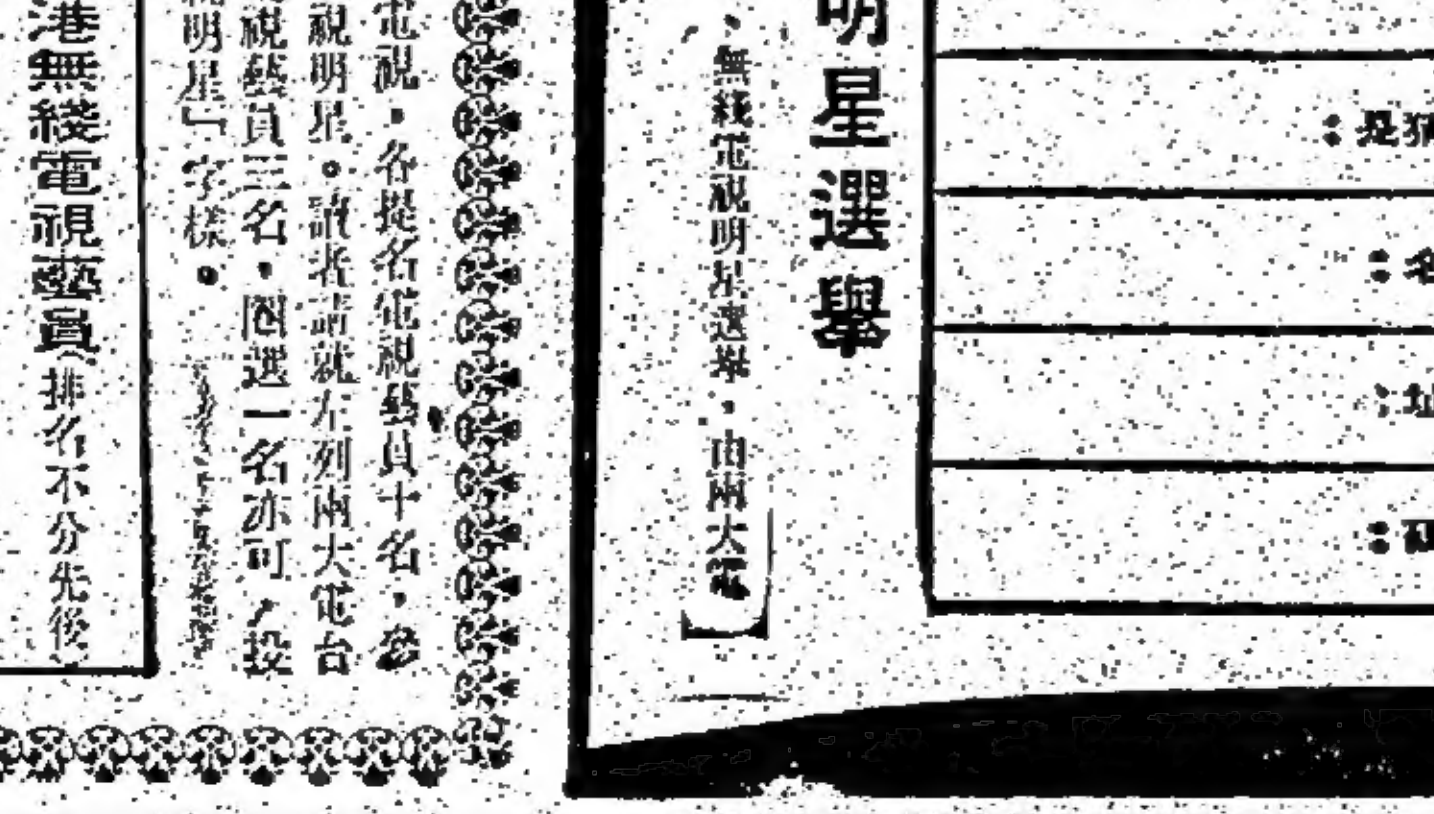 是
名
址
明星選舉
、無綫電視明星選舉,由兩大電
電視,各提名電視藝員十名,
視明星。讀者請就左列兩大電台
視藝員三名,圈選一名亦可,投
明星」字樣。
港無綫電視藝員(排名不分先後)